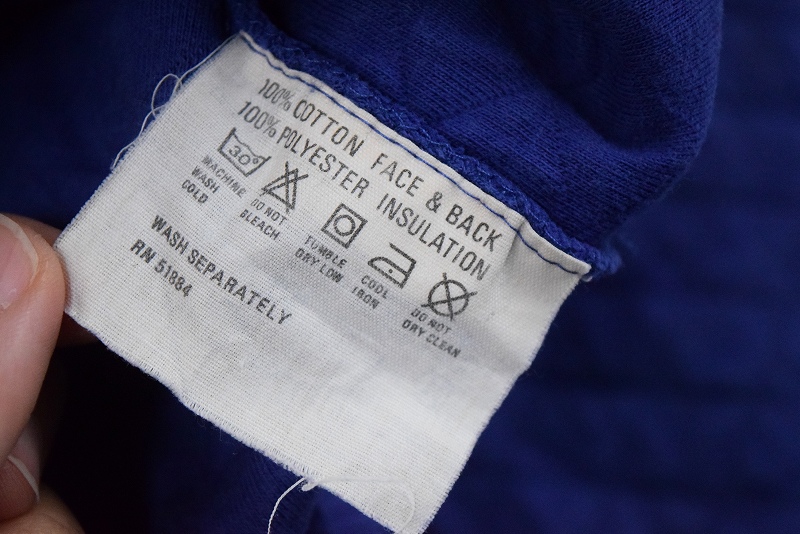 100% COTTON FACE & BACK
100% POLYESTER INSULATION
30°
MACHINE WASH COLD
DO NOT BLEACH
TUMBLE DRY LOW
COOL IRON
DO NOT DRY CLEAN
WASH SEPARATELY
RN 51984